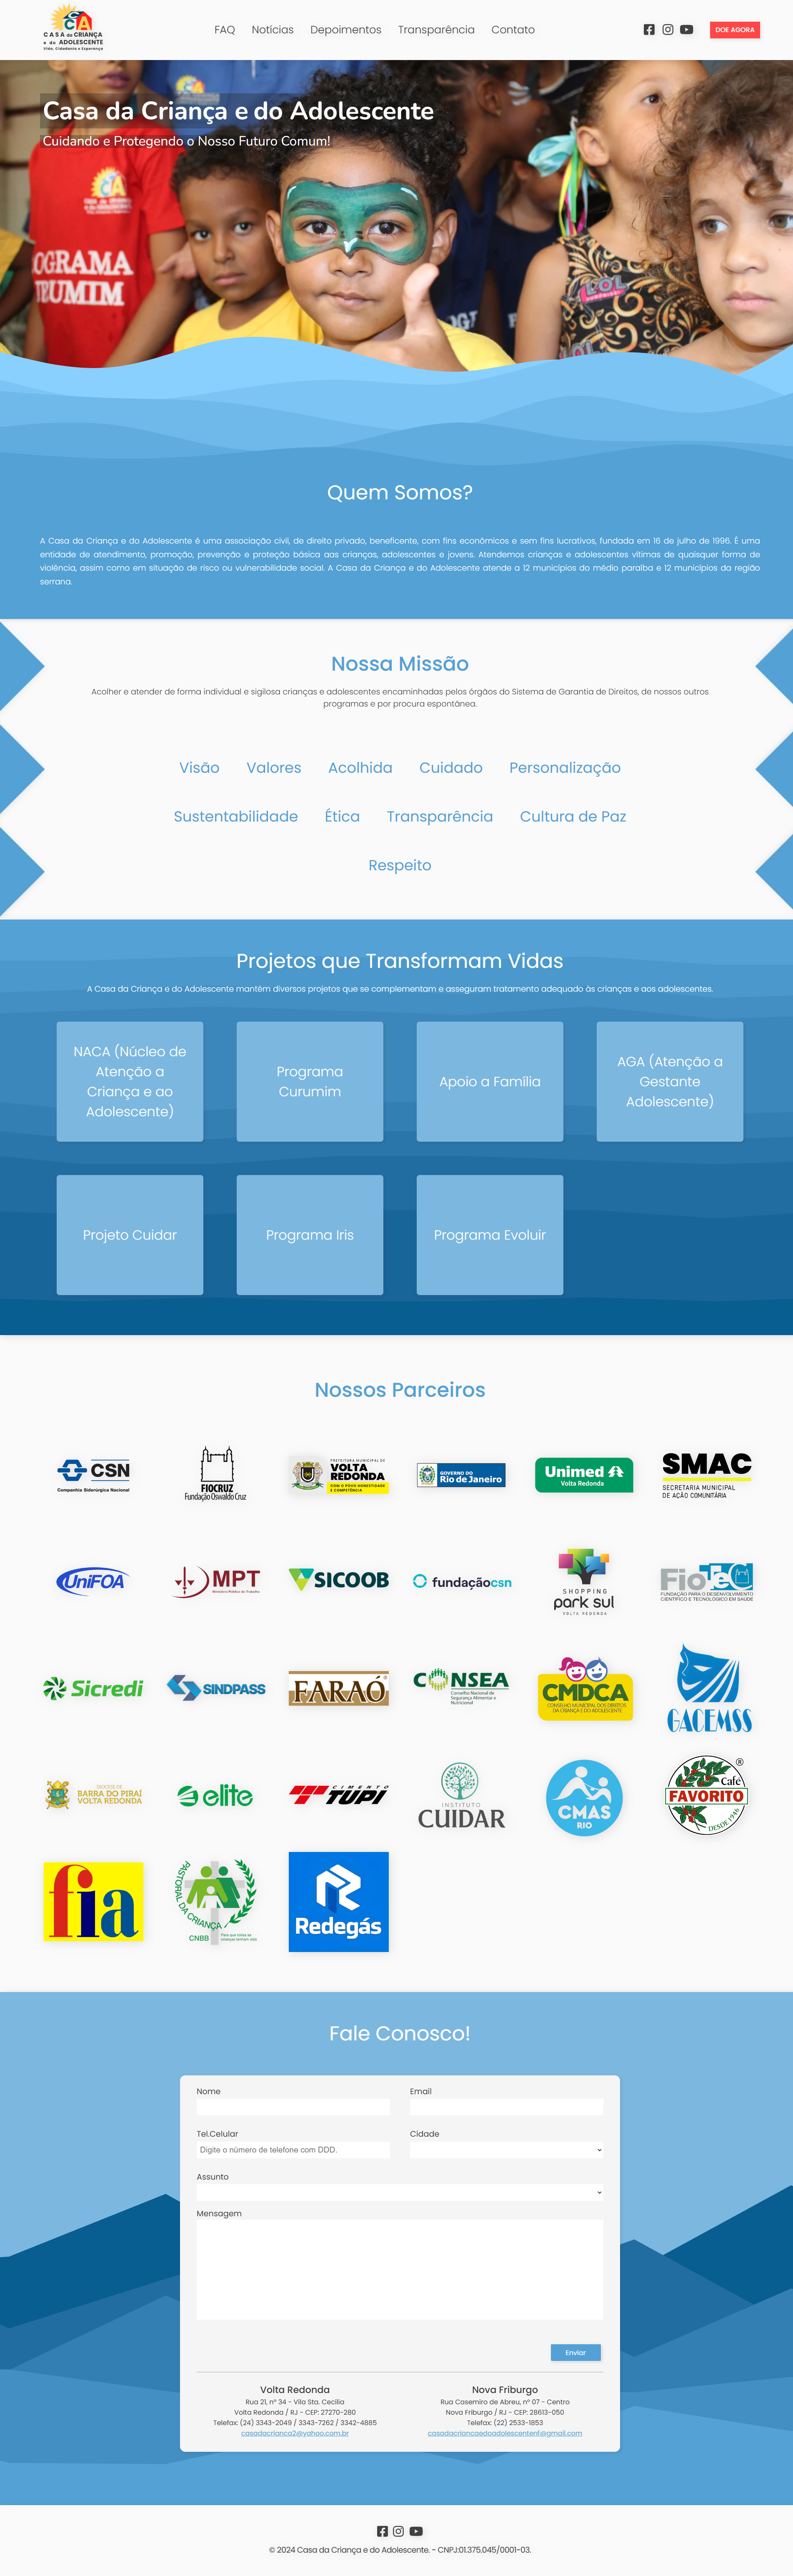 CASA da CRIANÇA
e do ADOLESCENTE
Vida, Cidadania e Esperança
FAQ Notícias Depoimentos Transparência Contato
DOE AGORA
Casa da Criança e do Adolescente
Cuidando e Protegendo o Nosso Futuro Comum!
OGRAMA
RUMIM
LOL
Quem Somos?
A Casa da Criança e do Adolescente é uma associação civil, de direito privado, beneficente, com fins econômicos e sem fins lucrativos, fundada em 16 de julho de 1996. É uma
entidade de atendimento, promoção, prevenção e proteção básica aas crianças, adolescentes e jovens. Atendemos crianças e adolescentes vítimas de quaisquer forma de
violência, assim como em situação de risco ou vulnerabilidade social. A Casa da Criança e do Adolescente atende a 12 municípios do médio paraíba e 12 municípios da região
serrana.
Nossa Missão
Acolher e atender de forma individual e sigilosa crianças e adolescentes encaminhadas pelos órgãos do Sistema de Garantia de Direitos, de nossos outros
programas e por procura espontânea.
Visão Valores Acolhida Cuidado Personalização
Sustentabilidade Ética Transparência Cultura de Paz
Respeito
Projetos que Transformam Vidas
A Casa da Criança e do Adolescente mantêm diversos projetos que se complementam e asseguram tratamento adequado às crianças e aos adolescentes.
NACA (Núcleo de
Atenção a
Criança e ao
Adolescente)
Programa
Curumim
Apoio a Família
AGA (Atenção a
Gestante
Adolescente)
Projeto Cuidar
Programa Iris
Programa Evoluir
Nossos Parceiros
CSN
Companhia Siderúrgica Nacional
FIOCRUZ
Fundação Oswaldo Cruz
PREFEITURA MUNICIPAL DE
VOLTA
REDONDA
COM O POVO HONESTIDADE
E COMPETÊNCIA
GOVERNO DO
Rio de Janeiro
Unimed
Volta Redonda
SMAC
SECRETARIA MUNICIPAL
DE AÇÃO COMUNITÁRIA
UniFOA
MPT
Ministério Público do Trabalho
SICOOB
fundaçãocsn
SHOPPING
park sul
VOLTA REDONDA
FioTec
FUNDAÇÃO PARA O DESENVOLVIMENTO
CIENTÍFICO E TECNOLÓGICO EM SAÚDE
Sicredi
SINDPASS
FARAÓ
CONSEA
Conselho Nacional de
Segurança Alimentar e
Nutricional
CMDCA
CONSELHO MUNICIPAL DOS DIREITOS
DA CRIANÇA E DO ADOLESCENTE
GACEMSS
DIOCESE DE
BARRA DO PIRAÍ
VOLTA REDONDA
elite
CIMENTO
TUPI
INSTITUTO
CUIDAR
CMAS
RIO
Café
FAVORITO
DESDE 1946
fia
PASTORAL DA CRIANÇA
CNBB
Para que todas as
crianças tenham vida
Redegás
Fale Conosco!
Nome Email
Tel.Celular Cidade
Digite o número de telefone com DDD.
Assunto
Mensagem
Enviar
Volta Redonda
Rua 21, nº 34 - Vila Sta. Cecília
Volta Redonda / RJ - CEP: 27270-280
Telefax: (24) 3343-2049 / 3343-7262 / 3342-4885
casadacrianca2@yahoo.com.br
Nova Friburgo
Rua Casemiro de Abreu, nº 07 - Centro
Nova Friburgo / RJ - CEP: 28613-050
Telefax: (22) 2533-1853
casadacriancaedoadolescentenf@gmail.com
© 2024 Casa da Criança e do Adolescente. - CNPJ:01.375.045/0001-03.